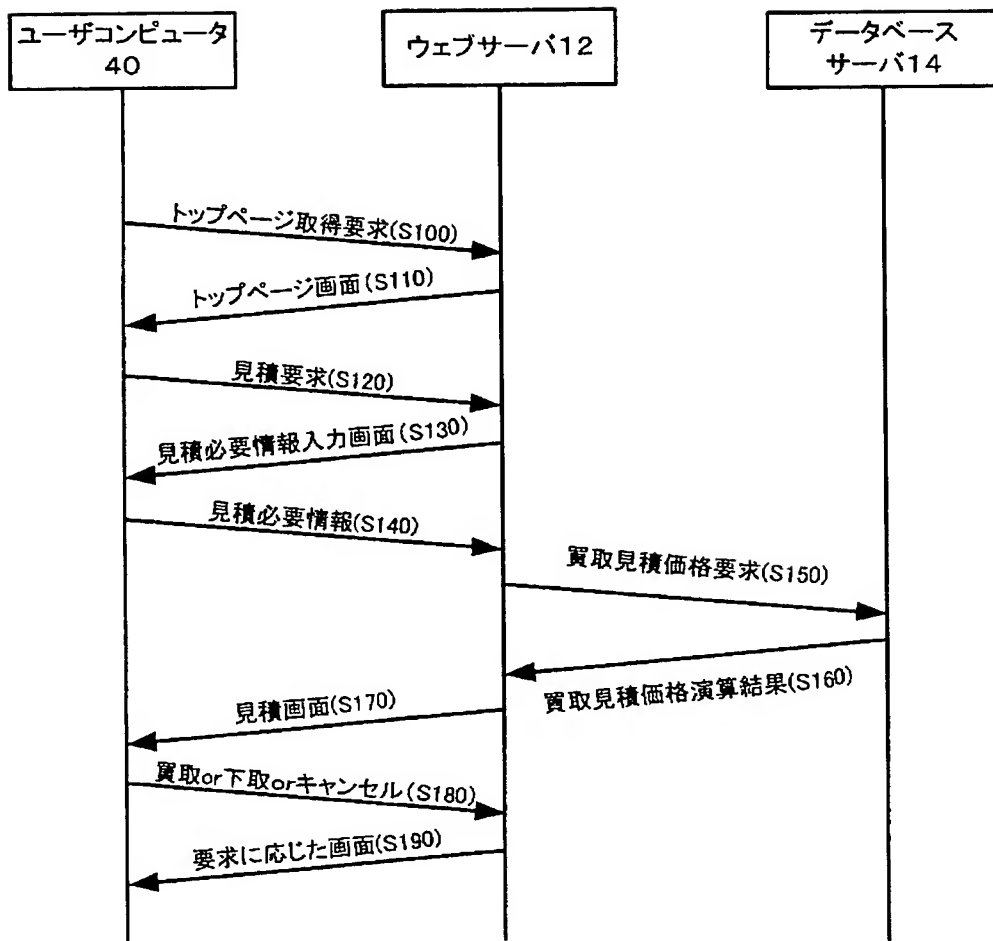 ユーザコンピュータ
40
ウェブサーバ12
データベース
サーバ14
トップページ取得要求(S100)
トップページ画面(S110)
見積要求(S120)
見積必要情報入力画面(S130)
見積必要情報(S140)
買取見積価格要求(S150)
買取見積価格演算結果(S160)
見積画面(S170)
買取or下取orキャンセル(S180)
要求に応じた画面(S190)